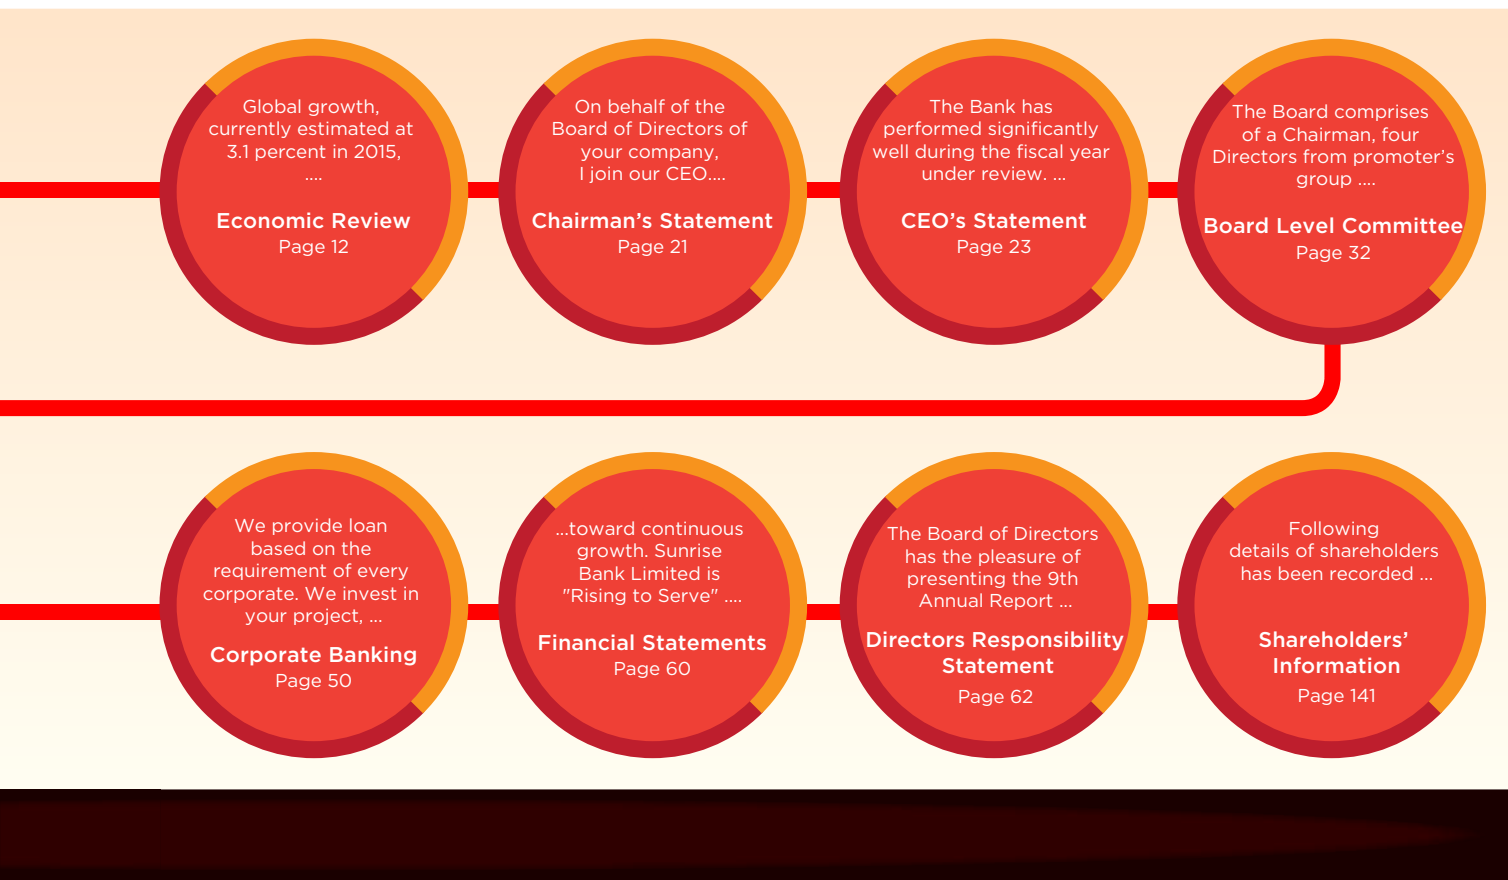 Global growth,
currently estimated at
3.1 percent in 2015,
....
Economic Review
Page 12
On behalf of the
Board of Directors of
your company,
I join our CEO....
Chairman's Statement
Page 21
The Bank has
performed significantly
well during the fiscal year
under review. ...
CEO's Statement
Page 23
The Board comprises
of a Chairman, four
Directors from promoter's
group ....
Board Level Committee
Page 32
We provide loan
based on the
requirement of every
corporate. We invest in
your project, ...
Corporate Banking
Page 50
...toward continuous
growth. Sunrise
Bank Limited is
"Rising to Serve" ....
Financial Statements
Page 60
The Board of Directors
has the pleasure of
presenting the 9th
Annual Report ...
Directors Responsibility
Statement
Page 62
Following
details of shareholders
has been recorded ...
Shareholders'
Information
Page 141